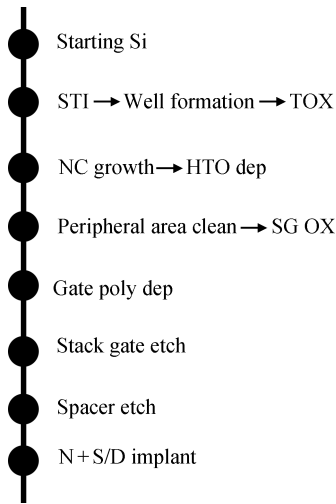 Starting Si
STI → Well formation → TOX
NC growth → HTO dep
Peripheral area clean → SG OX
Gate poly dep
Stack gate etch
Spacer etch
N + S/D implant